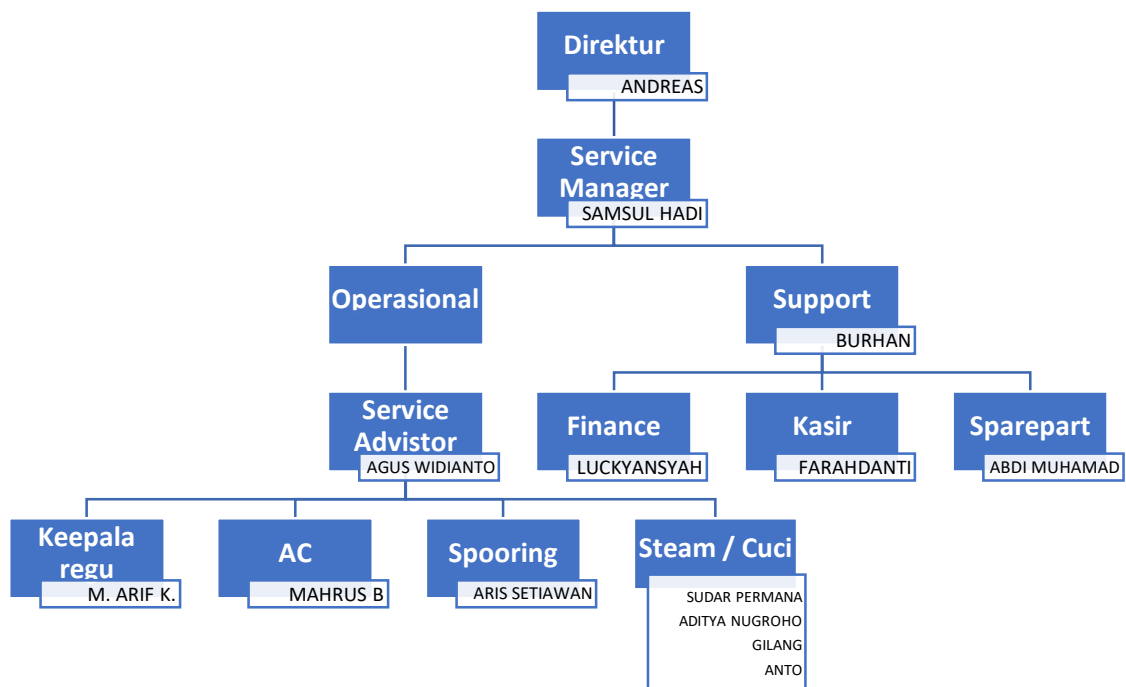 Direktur
ANDREAS
Service
Manager
SAMSUL HADI
Operasional
Support
BURHAN
Service
Advistor
AGUS WIDIANTO
Finance
LUCKYANSYAH
Kasir
FARAHDANTI
Sparepart
ABDI MUHAMAD
Keepala
regu
M. ARIF K.
AC
MAHRUS B
Spooring
ARIS SETIAWAN
Steam / Cuci
SUDAR PERMANA
ADITYA NUGROHO
GILANG
ANTO